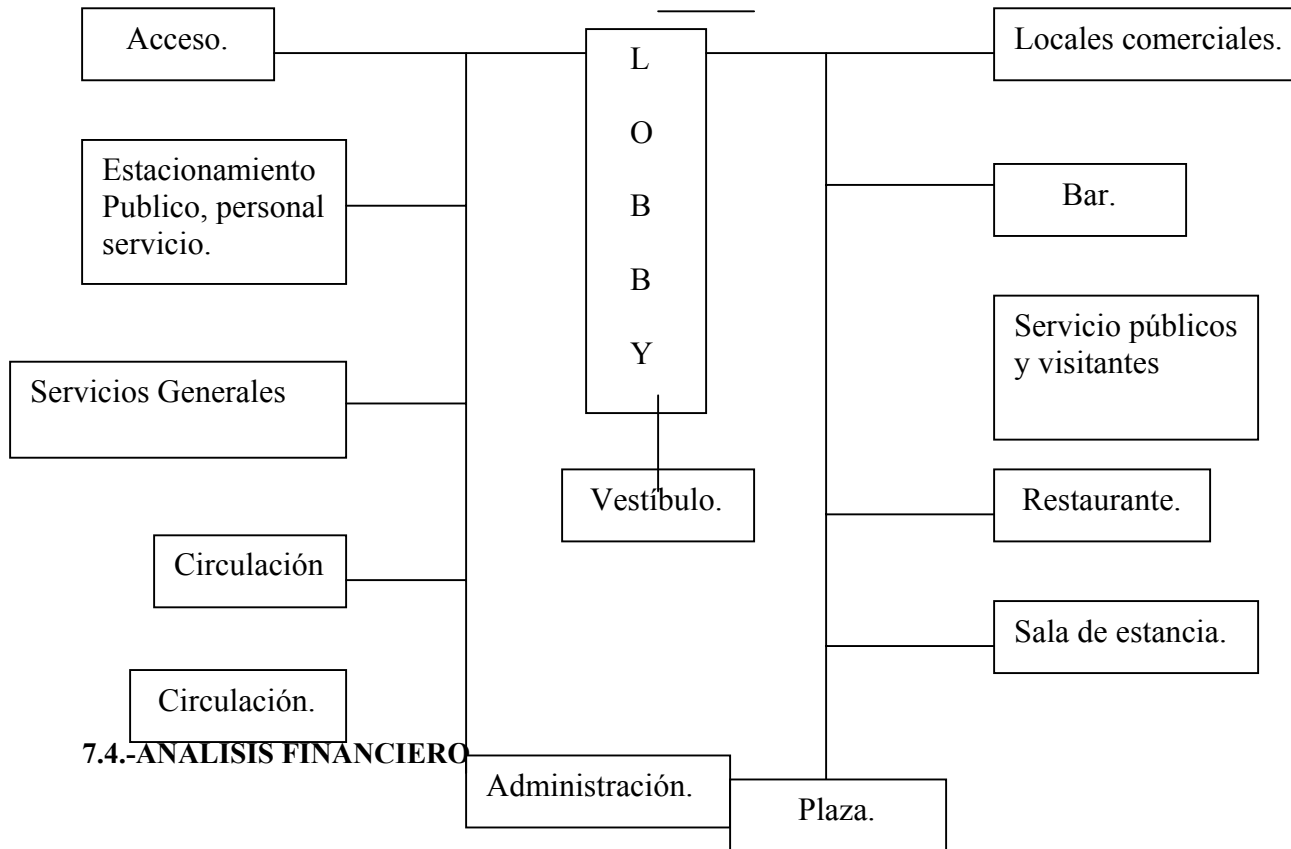 Acceso.
Estacionamiento
Publico, personal
servicio.
Servicios Generales
Circulación
Circulación.
7.4.-ANALISIS FINANCIERO
L
O
B
B
Y
Vestíbulo.
Administración.
Locales comerciales.
Bar.
Servicio públicos
y visitantes
Restaurante.
Sala de estancia.
Plaza.